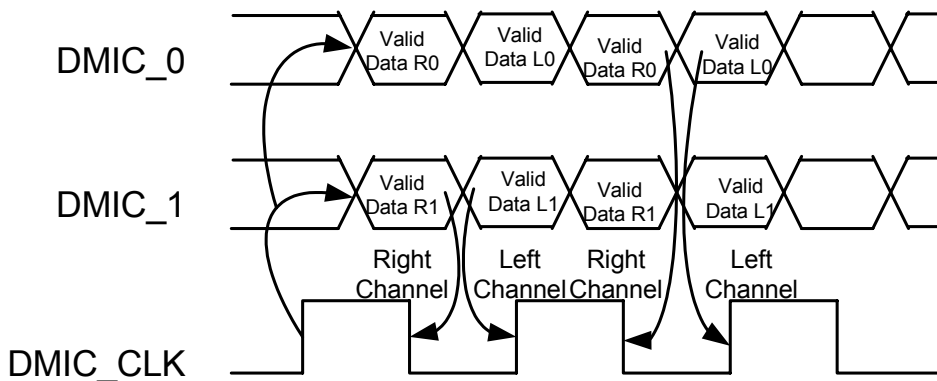 DMIC_0
Valid
Data R0
Valid
Data L0
Valid
Data R0
Valid
Data L0
DMIC_1
Valid
Data R1
Valid
Data L1
Valid
Data R1
Valid
Data L1
Right
Channel
Left
Channel
Right
Channel
Left
Channel
DMIC_CLK